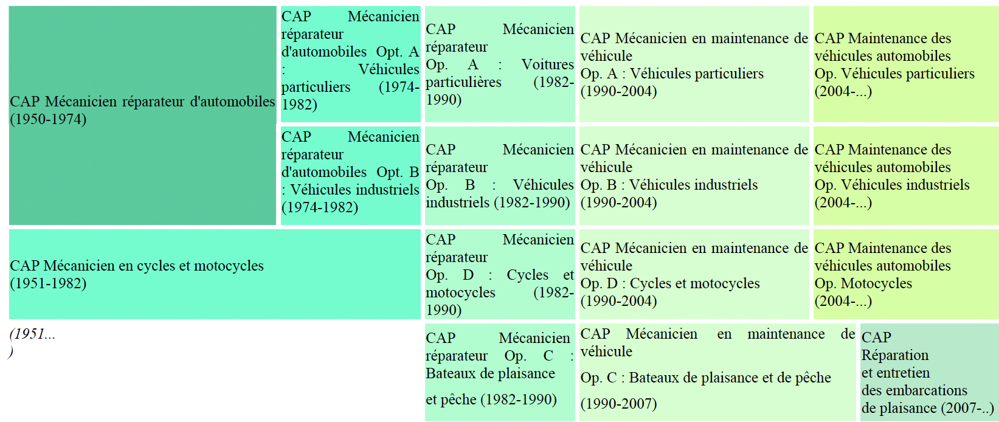 CAP Mécanicien réparateur d'automobiles
(1950-1974)
CAP Mécanicien
réparateur
d'automobiles Opt. A
: Véhicules
particuliers (1974-
1982)
CAP Mécanicien
réparateur
Op. A : Voitures
particulières (1982-
1990)
CAP Mécanicien en maintenance de
véhicule
Op. A : Véhicules particuliers
(1990-2004)
CAP Maintenance des
véhicules automobiles
Op. Véhicules particuliers
(2004-...)
CAP Mécanicien
réparateur
d'automobiles Opt. B
: Véhicules industriels
(1974-1982)
CAP Mécanicien
réparateur
Op. B : Véhicules
industriels (1982-1990)
CAP Mécanicien en maintenance de
véhicule
Op. B : Véhicules industriels
(1990-2004)
CAP Maintenance des
véhicules automobiles
Op. Véhicules industriels
(2004-...)
CAP Mécanicien en cycles et motocycles
(1951-1982)
CAP Mécanicien
réparateur
Op. D : Cycles et
motocycles (1982-
1990)
CAP Mécanicien en maintenance de
véhicule
Op. D : Cycles et motocycles
(1990-2004)
CAP Maintenance des
véhicules automobiles
Op. Motocycles
(2004-...)
(1951...
)
CAP Mécanicien
réparateur Op. C :
Bateaux de plaisance
et pêche (1982-1990)
CAP Mécanicien en maintenance de
véhicule
Op. C : Bateaux de plaisance et de pêche
(1990-2007)
CAP
Réparation
et entretien
des embarcations
de plaisance (2007-..)